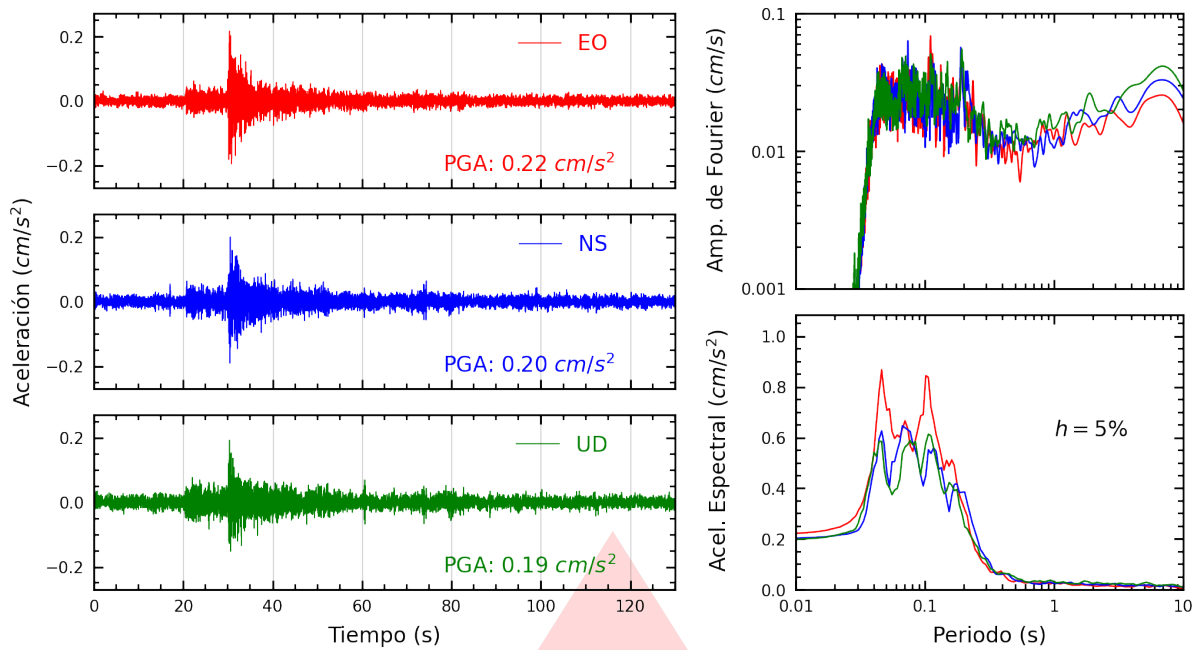 Aceleración (cm/s²)
0.2
0.0
−0.2
EO
PGA: 0.22 cm/s²
0.2
0.0
−0.2
NS
PGA: 0.20 cm/s²
0.2
0.0
−0.2
UD
PGA: 0.19 cm/s²
0 20 40 60 80 100 120
Tiempo (s)
Amp. de Fourier (cm/s)
0.1
0.01
0.001
Acel. Espectral (cm/s²)
1.0
0.8
0.6
0.4
0.2
0.0
h = 5%
0.01 0.1 1 10
Periodo (s)